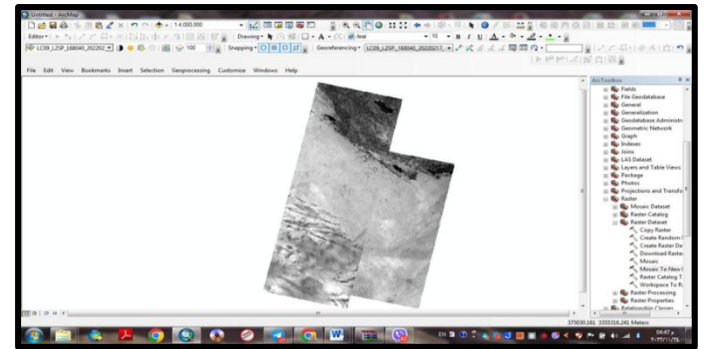 Untitled - ArcMap
1:4.000.000
Editor
Drawing
Arial
10
B I U A
LC09_L2SP_168040_202202
100
Snapping
Georeferencing
LC09_L2SP_168040_20220217_
File Edit View Bookmarks Insert Selection Geoprocessing Customize Windows Help
ArcToolbox
Fields
File Geodatabase
General
Generalization
Geodatabase Administr
Geometric Network
Graph
Indexes
Joins
LAS Dataset
Layers and Table Views
Package
Photos
Projections and Transfo
Raster
Mosaic Dataset
Raster Catalog
Raster Dataset
Copy Raster
Create Random
Create Raster Da
Download Raster
Mosaic
Mosaic To New
Raster Catalog T
Workspace To R
Raster Processing
Raster Properties
Relationship Classes
3355318.241 Meters
EN